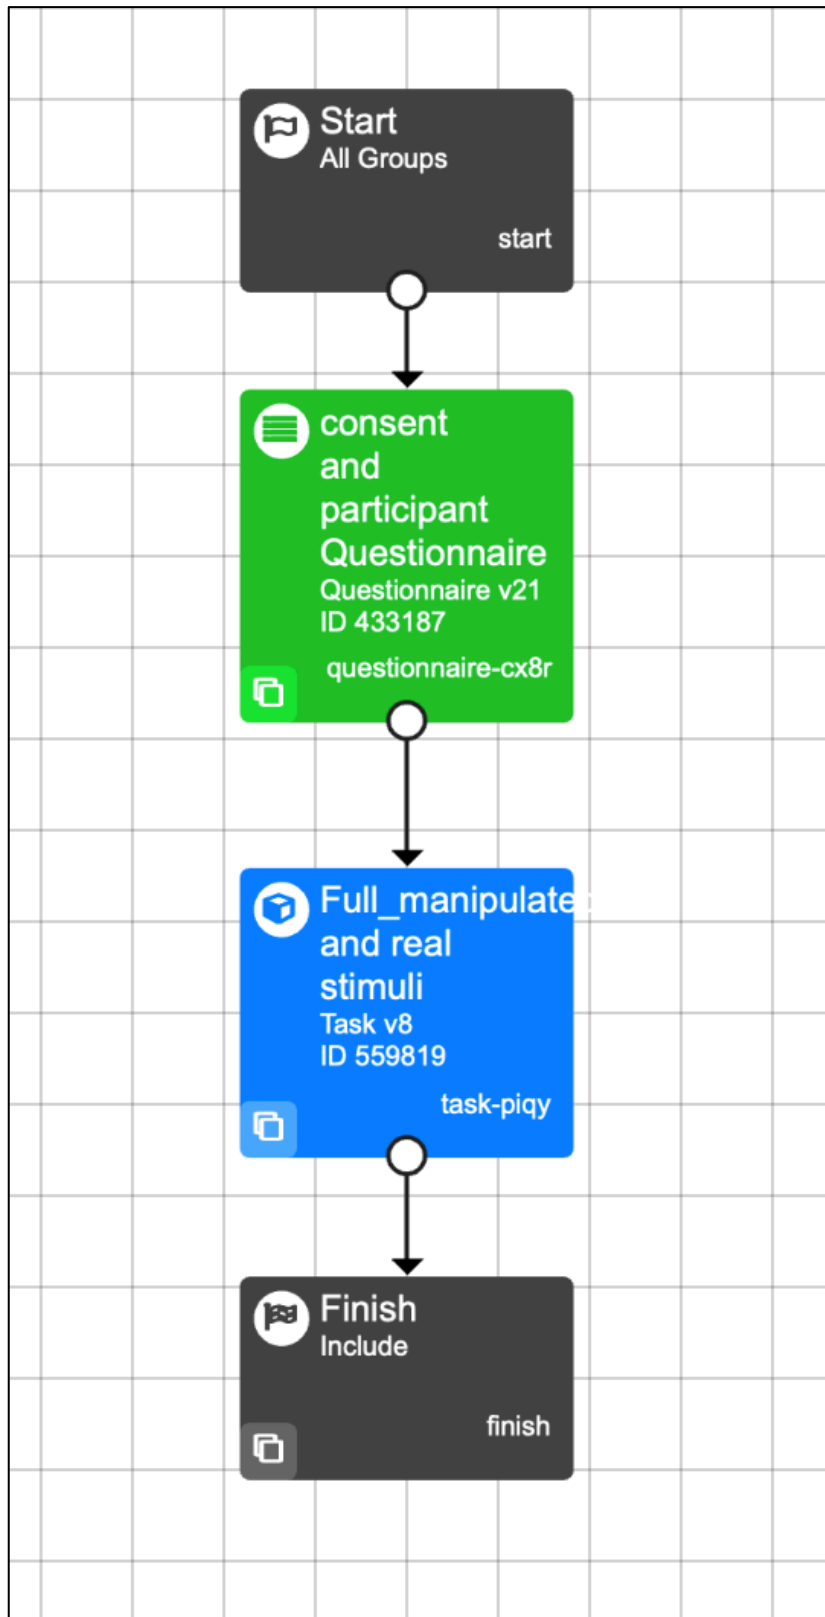 Start
All Groups
start
consent
and
participant
Questionnaire
Questionnaire v21
ID 433187
questionnaire-cx8r
Full_manipulated
and real
stimuli
Task v8
ID 559819
task-piqy
Finish
Include
finish